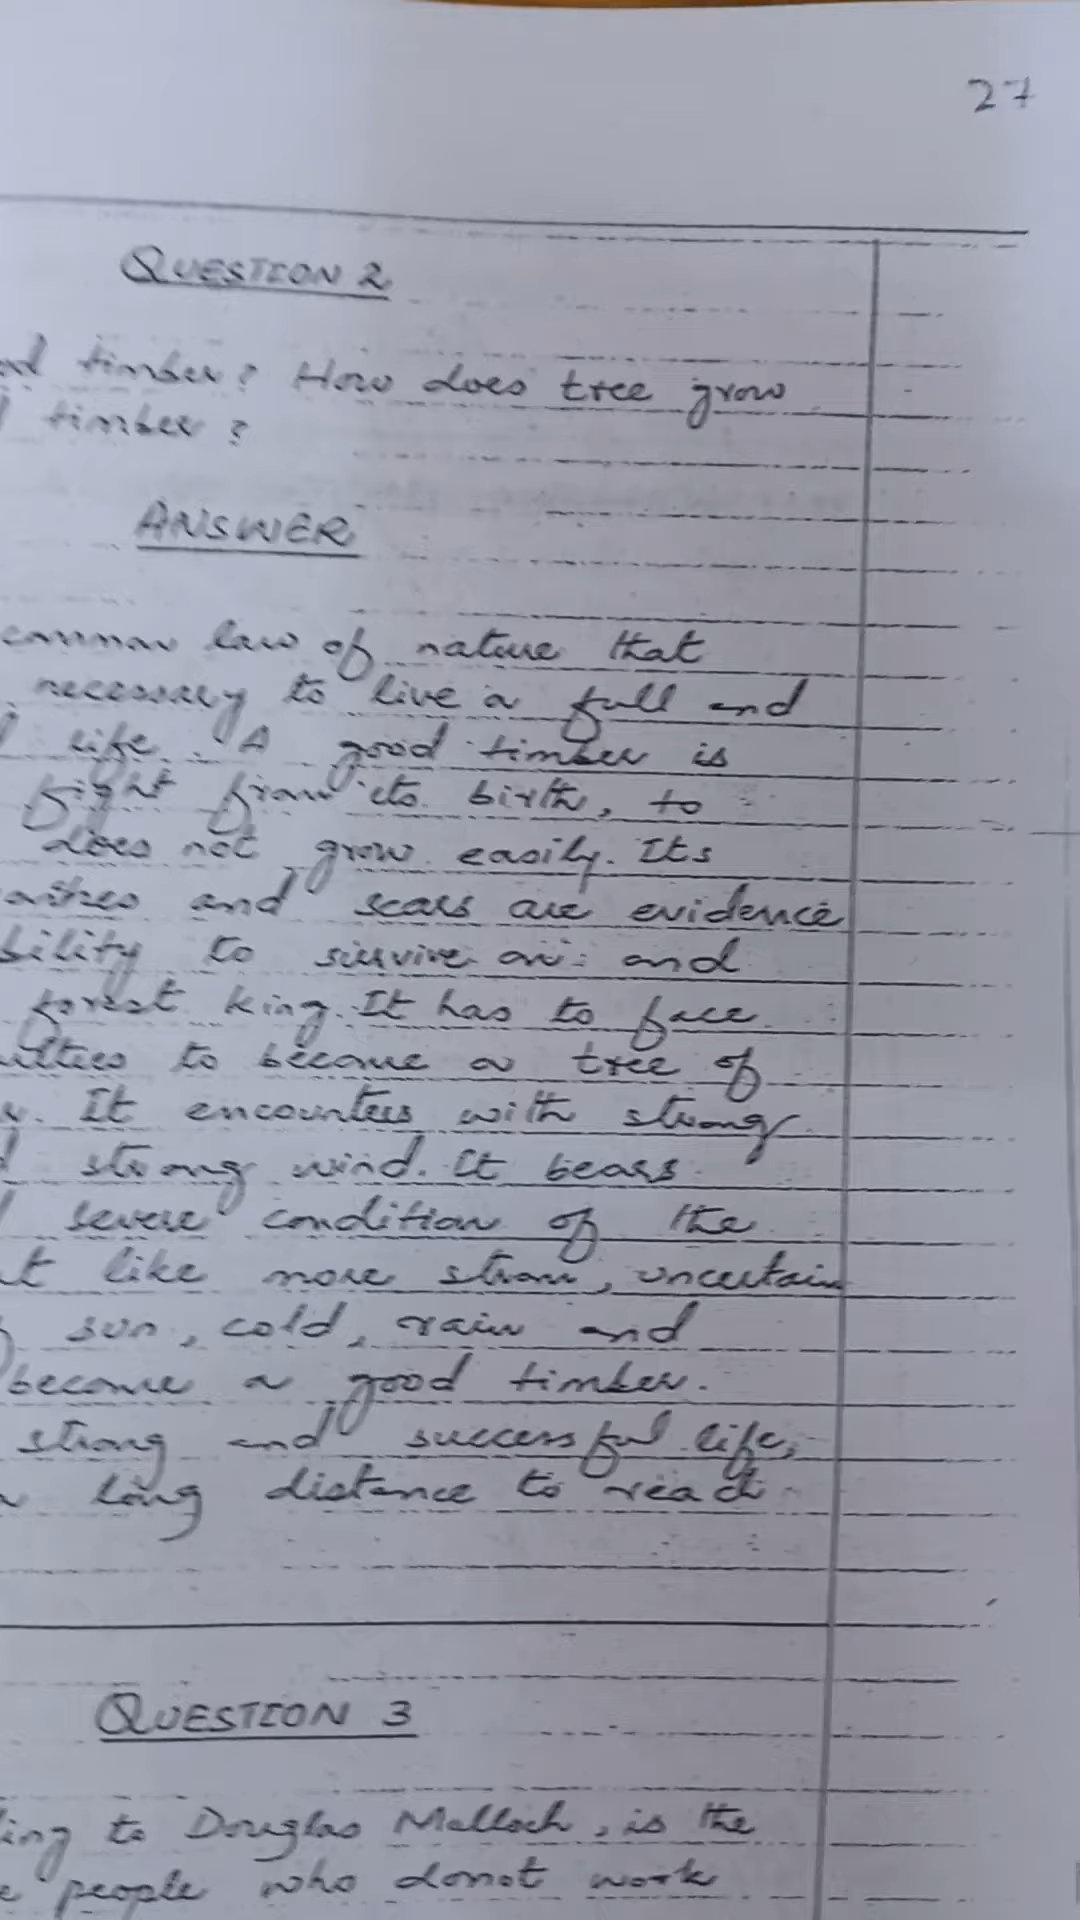 27
QUESTION 2
timber? How does tree grow
timber?
ANSWER
common law of nature that
necessary to live a full and
life. A good timber is
fight from its birth, to
does not grow easily. Its
and scars are evidence
bility to survive on and
forest king. It has to face
ulties to become a tree of
It encounters with strong
strong wind. It bears
severe condition of the
like more strom, uncertain
sun, cold, rain and
become a good timber.
strong and successful life,
long distance to reach
QUESTION 3
ing to Douglas Malloch, is the
people who donot work